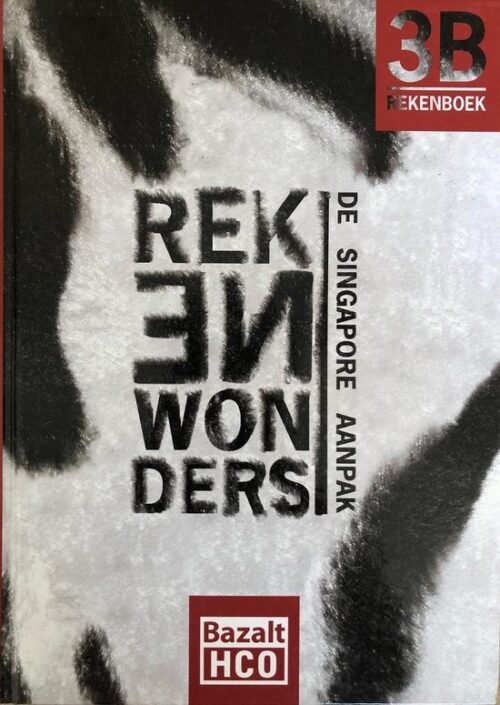 3B
REKENBOEK
REK
EN
WON
DERS
DE SINGAPORE AANPAK
Bazalt
HCO